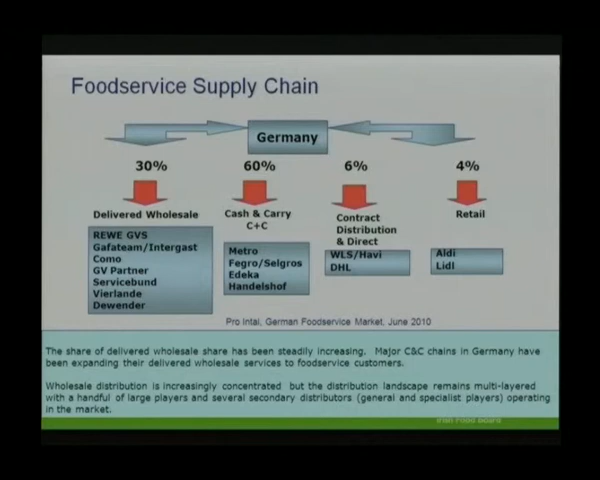 Foodservice Supply Chain
Germany
30%
60%
6%
4%
Delivered Wholesale
Cash & Carry
C+C
Contract
Distribution
& Direct
Retail
REWE GVS
Gafateam/Intergast
Como
GV Partner
Servicebund
Vierlande
Dewender
Metro
Fegro/Selgros
Edeka
Handelshof
WLS/Havi
DHL
Aldi
Lidl
Pro Intal, German Foodservice Market, June 2010
The share of delivered wholesale share has been steadily increasing. Major C&C chains in Germany have
been expanding their delivered wholesale services to foodservice customers.
Wholesale distribution is increasingly concentrated but the distribution landscape remains multi-layered
with a handful of large players and several secondary distributors (general and specialist players) operating
in the market.
Irish Food Board